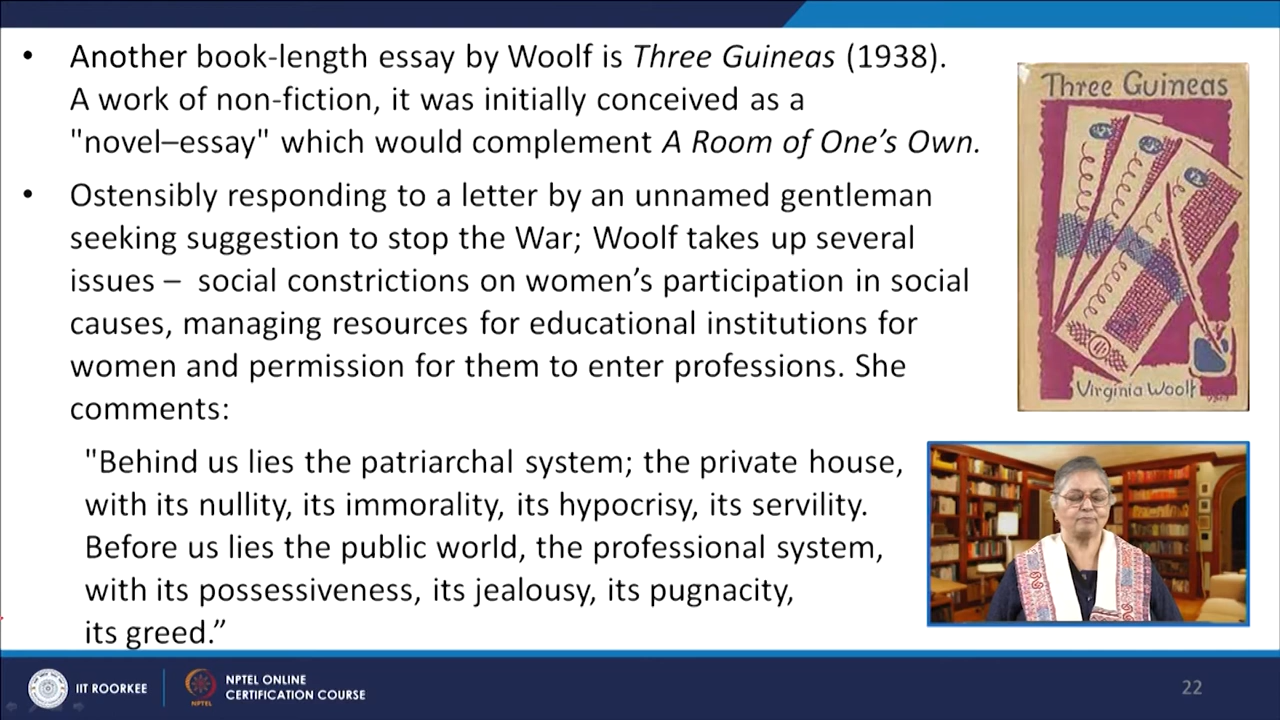 • Another book-length essay by Woolf is Three Guineas (1938).
A work of non-fiction, it was initially conceived as a
"novel–essay" which would complement A Room of One’s Own.
• Ostensibly responding to a letter by an unnamed gentleman
seeking suggestion to stop the War; Woolf takes up several
issues – social constrictions on women’s participation in social
causes, managing resources for educational institutions for
women and permission for them to enter professions. She
comments:
"Behind us lies the patriarchal system; the private house,
with its nullity, its immorality, its hypocrisy, its servility.
Before us lies the public world, the professional system,
with its possessiveness, its jealousy, its pugnacity,
its greed.”
Three Guineas
Virginia Woolf
IIT ROORKEE
NPTEL
NPTEL ONLINE
CERTIFICATION COURSE
22